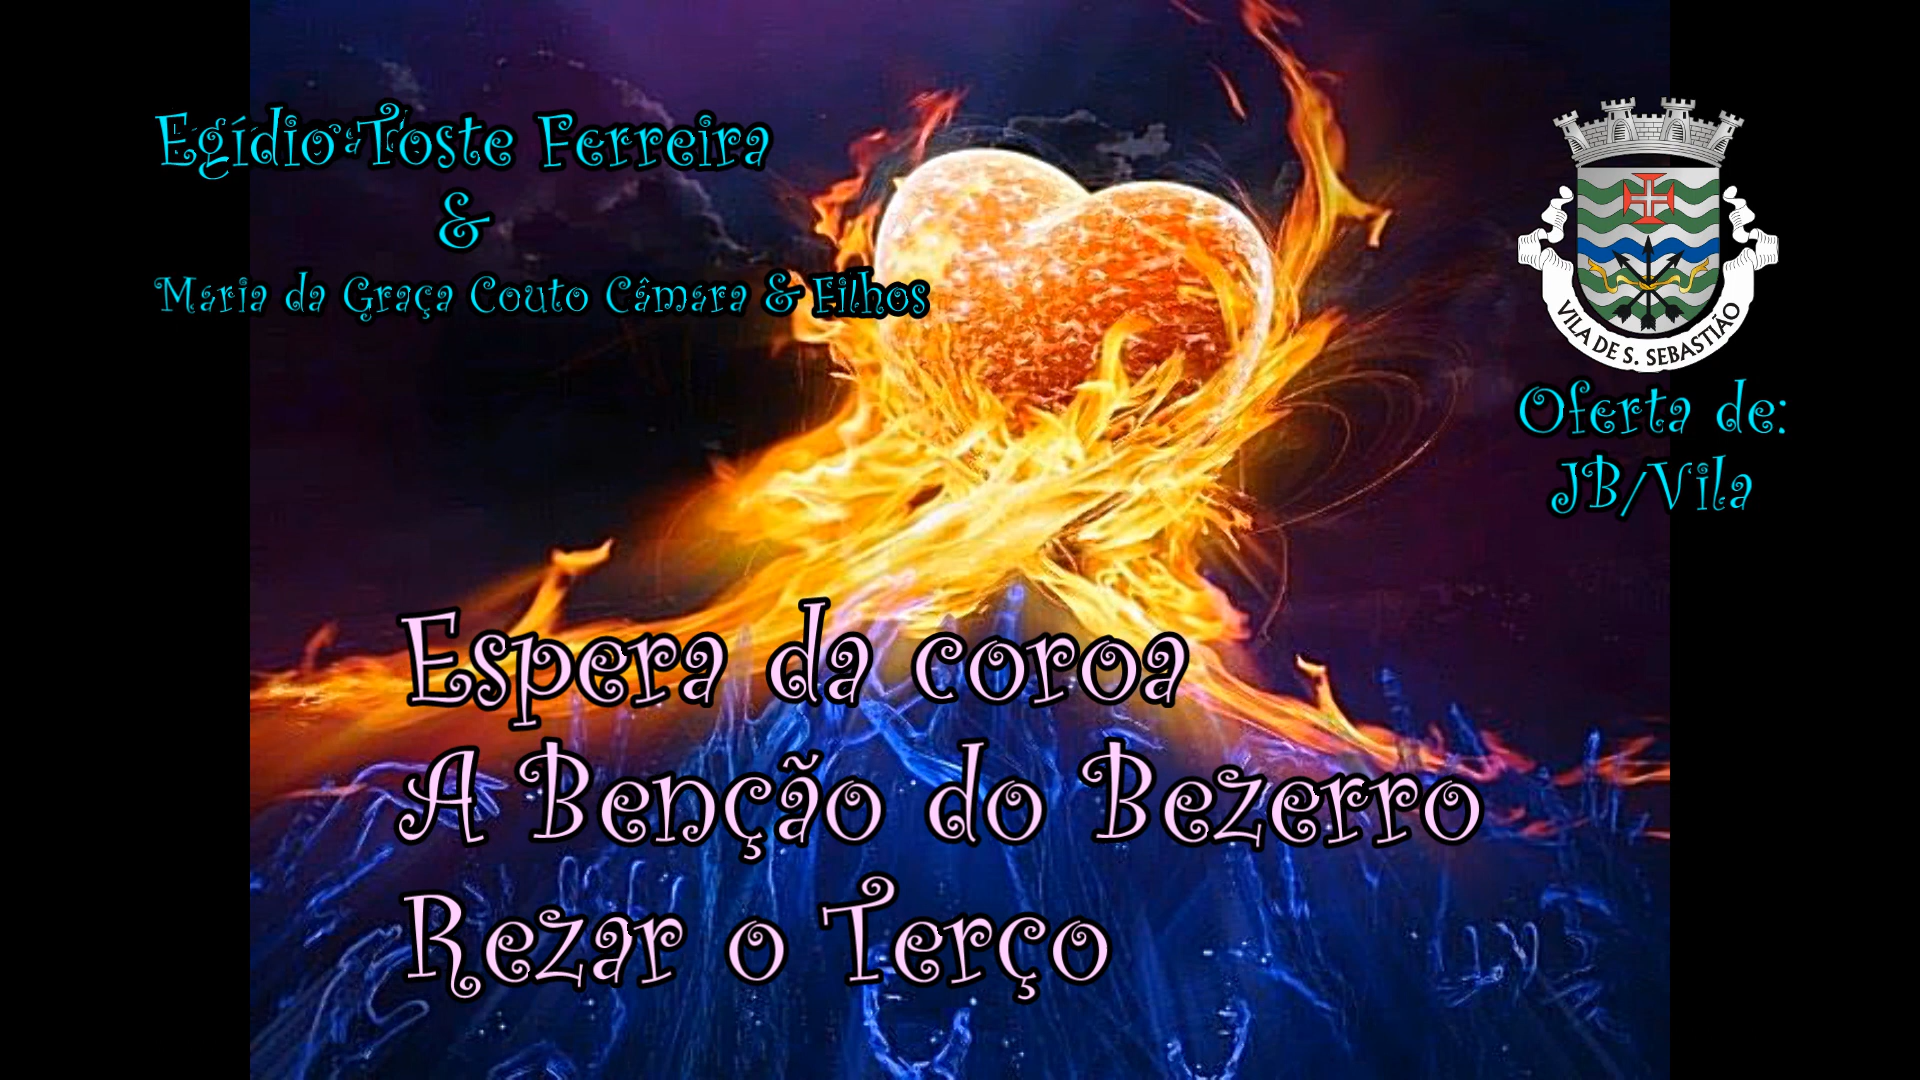 Egídio Toste Ferreira
&
Maria da Graça Couto Câmara & Filhos
VILA DE S. SEBASTIÃO
Oferta de:
JB/Vila
Espera da coroa
A Benção do Bezerro
Rezar o Terço